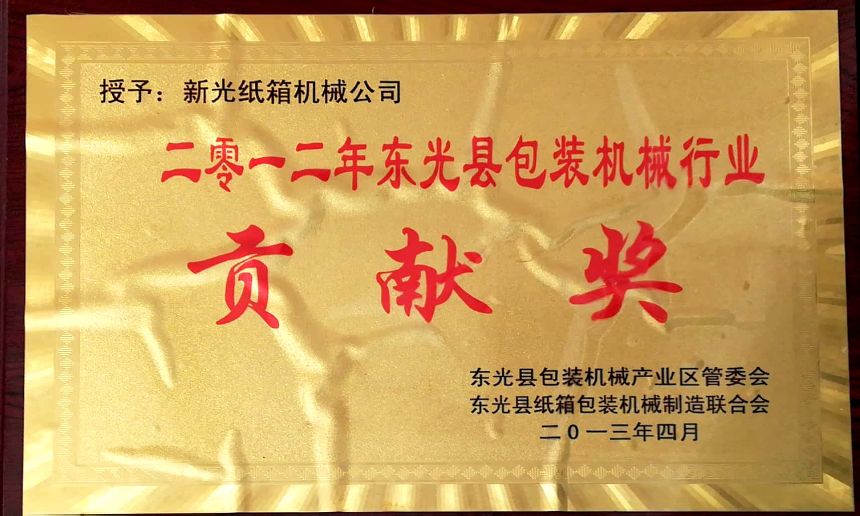 授予：新光纸箱机械公司
二零一二年东光县包装机械行业
贡献奖
东光县包装机械产业区管委会
东光县纸箱包装机械制造联合会
二0一三年四月